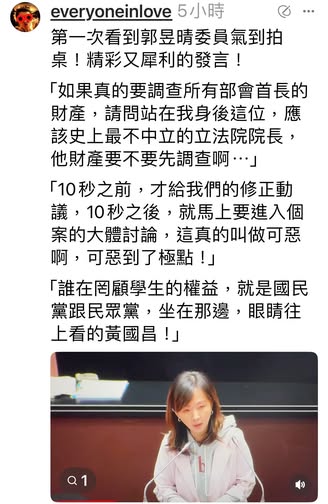 everyoneinlove 5小時
第一次看到郭昱晴委員氣到拍
桌！精彩又犀利的發言！
「如果真的要調查所有部會首長的
財產，請問站在我身後這位，應
該史上最不中立的立法院院長，
他財產要不要先調查啊⋯」
「10秒之前，才給我們的修正動
議，10秒之後，就馬上要進入個
案的大體討論，這真的叫做可惡
啊，可惡到了極點！」
「誰在罔顧學生的權益，就是國民
黨跟民眾黨，坐在那邊，眼睛往
上看的黃國昌！」
1